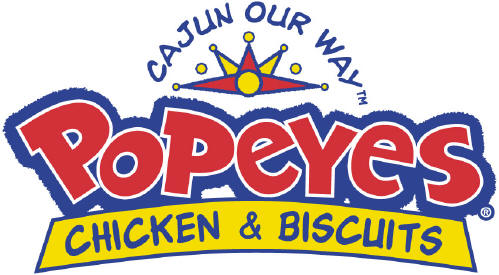 CAJUN OUR WAY™
POPEYES®
CHICKEN & BISCUITS